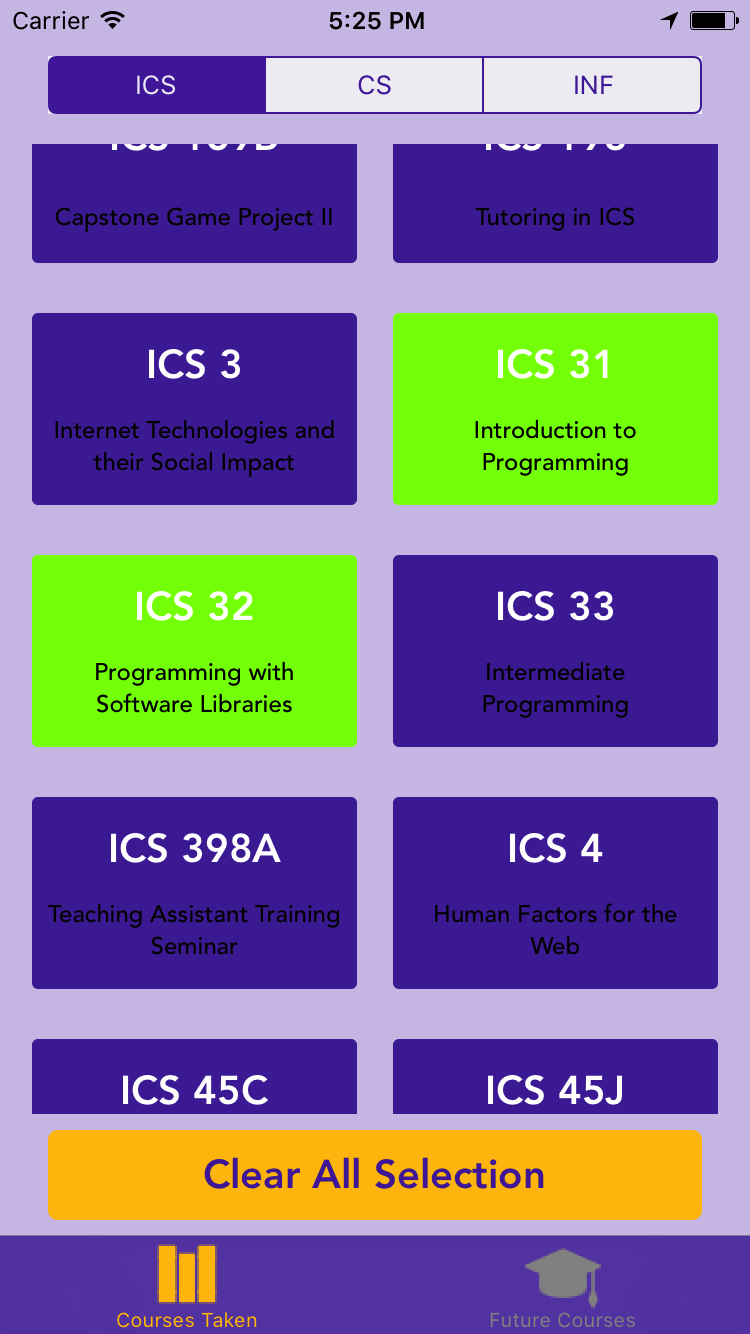 Carrier 5:25 PM
ICS CS INF
Capstone Game Project II
Tutoring in ICS
ICS 3
Internet Technologies and
their Social Impact
ICS 31
Introduction to
Programming
ICS 32
Programming with
Software Libraries
ICS 33
Intermediate
Programming
ICS 398A
Teaching Assistant Training
Seminar
ICS 4
Human Factors for the
Web
ICS 45C
ICS 45J
Clear All Selection
Courses Taken
Future Courses